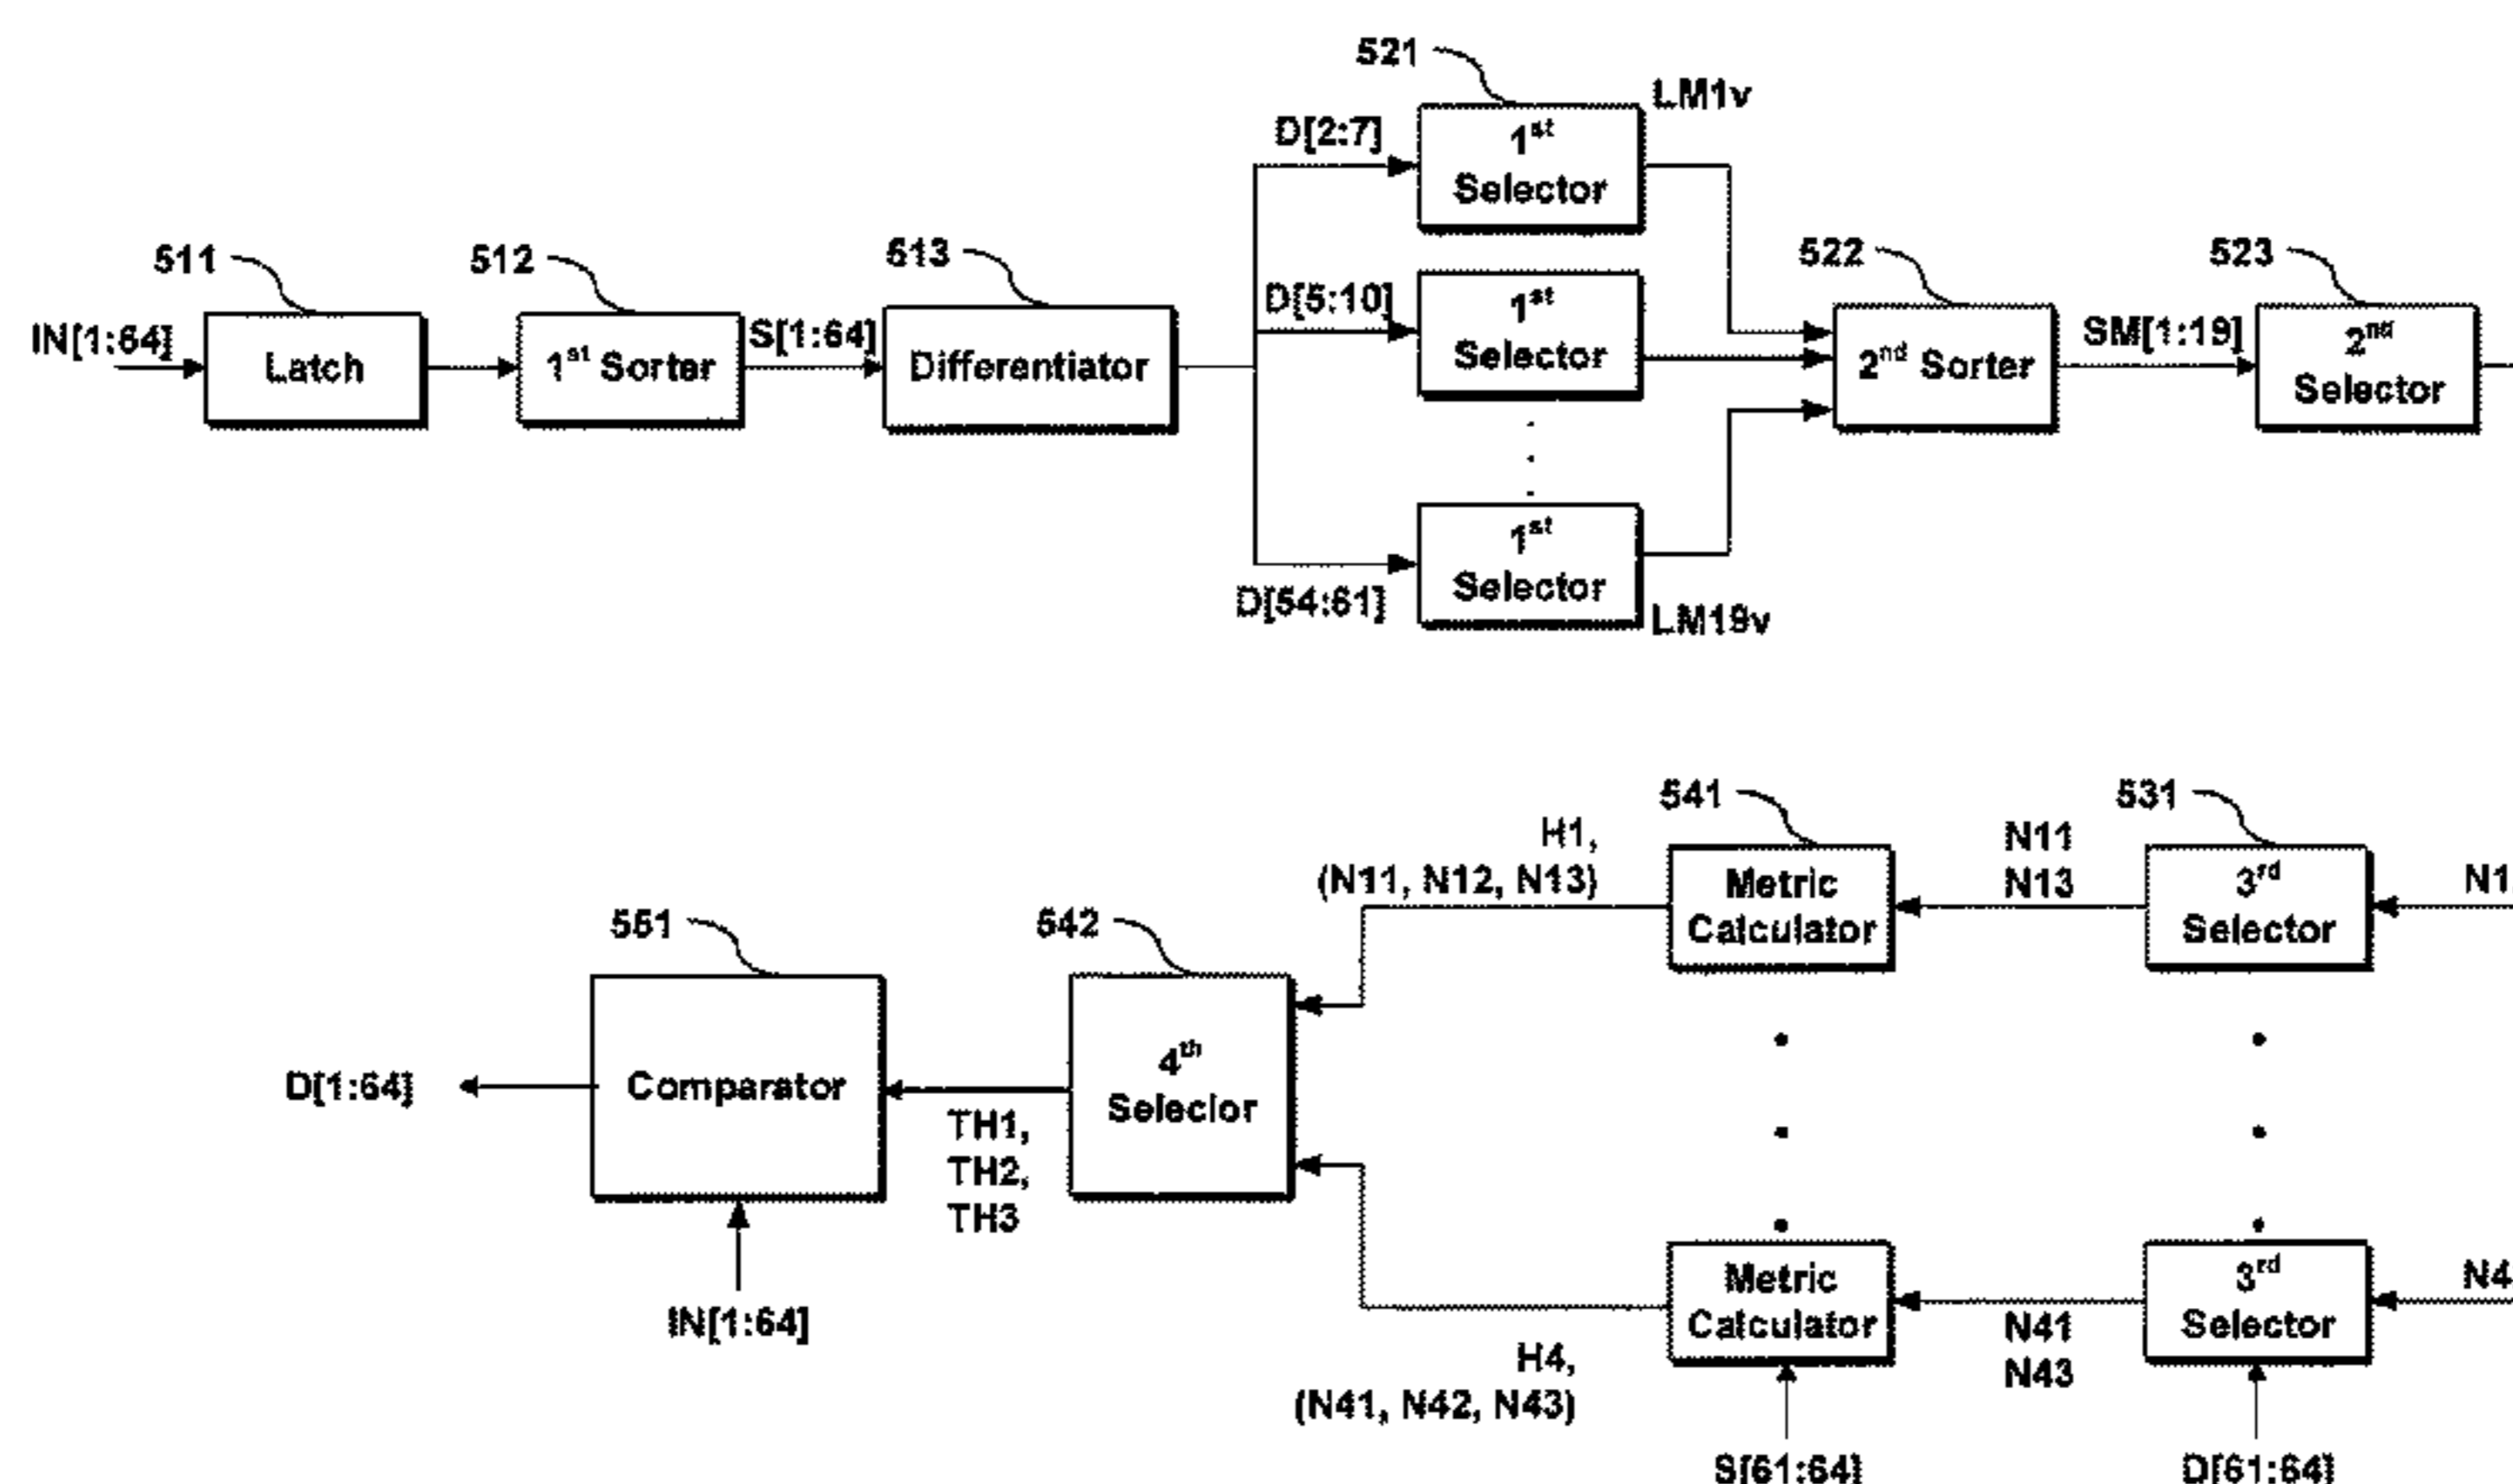 521
LM1v
D[2:7]
1st
Selector
511
512
513
D[5:10]
1st
Selector
522
523
IN[1:64]
Latch
1st Sorter
S[1:64]
Differentiator
2nd Sorter
SM[1:19]
2nd
Selector
1st
Selector
D[54:61]
LM19v
541
531
H1,
(N11, N12, N13)
Metric
Calculator
N11
N13
3rd
Selector
551
542
D[1:64]
Comparator
4th
Selector
TH1,
TH2,
TH3
IN[1:64]
Metric
Calculator
N41
N43
3rd
Selector
H4,
(N41, N42, N43)
S[61:64]
D[61:64]